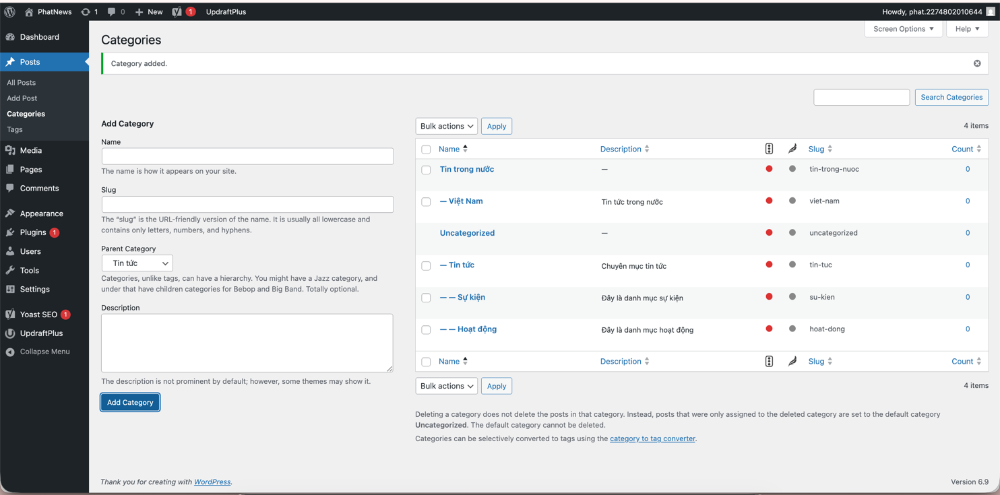 PhatNews 1 0 New 1 UpdraftPlus Howdy, phat.2274802010644
Dashboard
Posts
All Posts
Add Post
Categories
Tags
Media
Pages
Comments
Appearance
Plugins 1
Users
Tools
Settings
Yoast SEO 1
UpdraftPlus
Collapse Menu
Screen Options Help
Categories
Category added.
Search Categories
Add Category
Name
The name is how it appears on your site.
Slug
The “slug” is the URL-friendly version of the name. It is usually all lowercase and
contains only letters, numbers, and hyphens.
Parent Category
Tin tức
Categories, unlike tags, can have a hierarchy. You might have a Jazz category, and
under that have children categories for Bebop and Big Band. Totally optional.
Description
The description is not prominent by default; however, some themes may show it.
Add Category
Bulk actions Apply 4 items
Name Description Slug Count
Tin trong nước — tin-trong-nuoc 0
— Việt Nam Tin tức trong nước viet-nam 0
Uncategorized — uncategorized 0
— Tin tức Chuyên mục tin tức tin-tuc 0
— — Sự kiện Đây là danh mục sự kiện su-kien 0
— — Hoạt động Đây là danh mục hoạt động hoat-dong 0
Name Description Slug Count
Bulk actions Apply 4 items
Deleting a category does not delete the posts in that category. Instead, posts that were only assigned to the deleted category are set to the default category
Uncategorized. The default category cannot be deleted.
Categories can be selectively converted to tags using the category to tag converter.
Thank you for creating with WordPress. Version 6.9